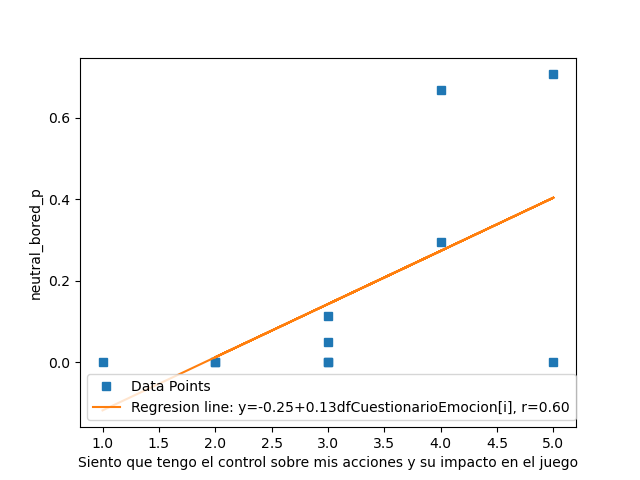 0.6
0.4
0.2
0.0
neutral_bored_p
Data Points
Regresion line: y=-0.25+0.13dfCuestionarioEmocion[i], r=0.60
1.0 1.5 2.0 2.5 3.0 3.5 4.0 4.5 5.0
Siento que tengo el control sobre mis acciones y su impacto en el juego